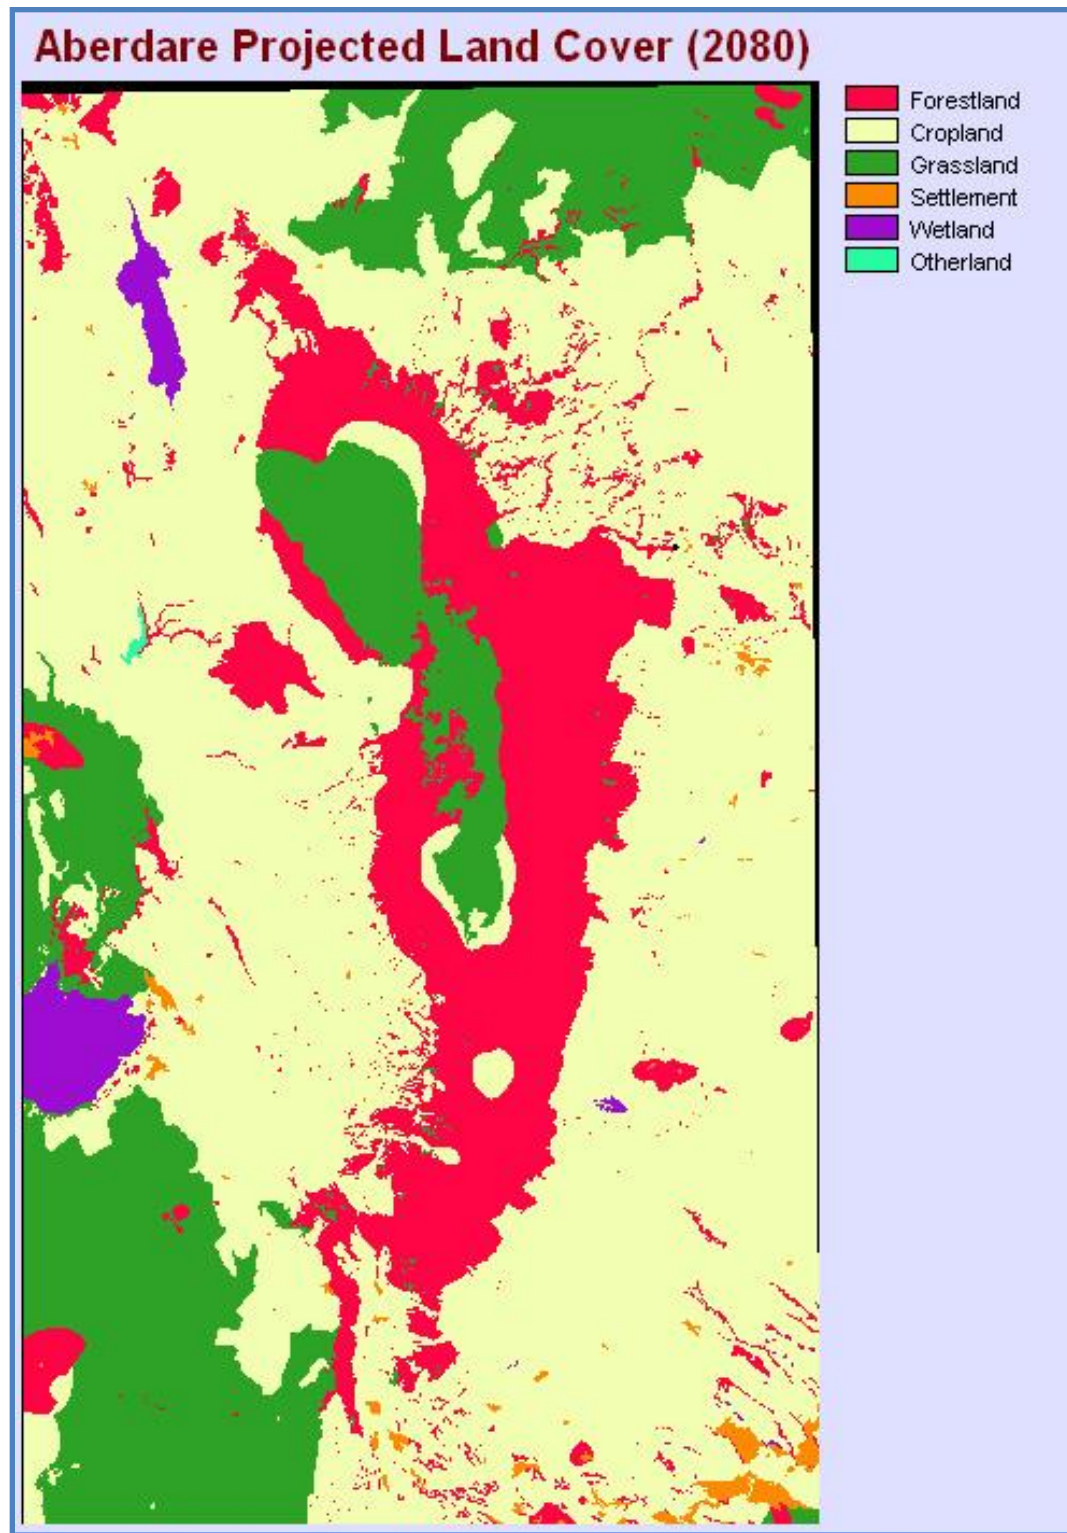 Aberdare Projected Land Cover (2080)
Forestland
Cropland
Grassland
Settlement
Wetland
Otherland